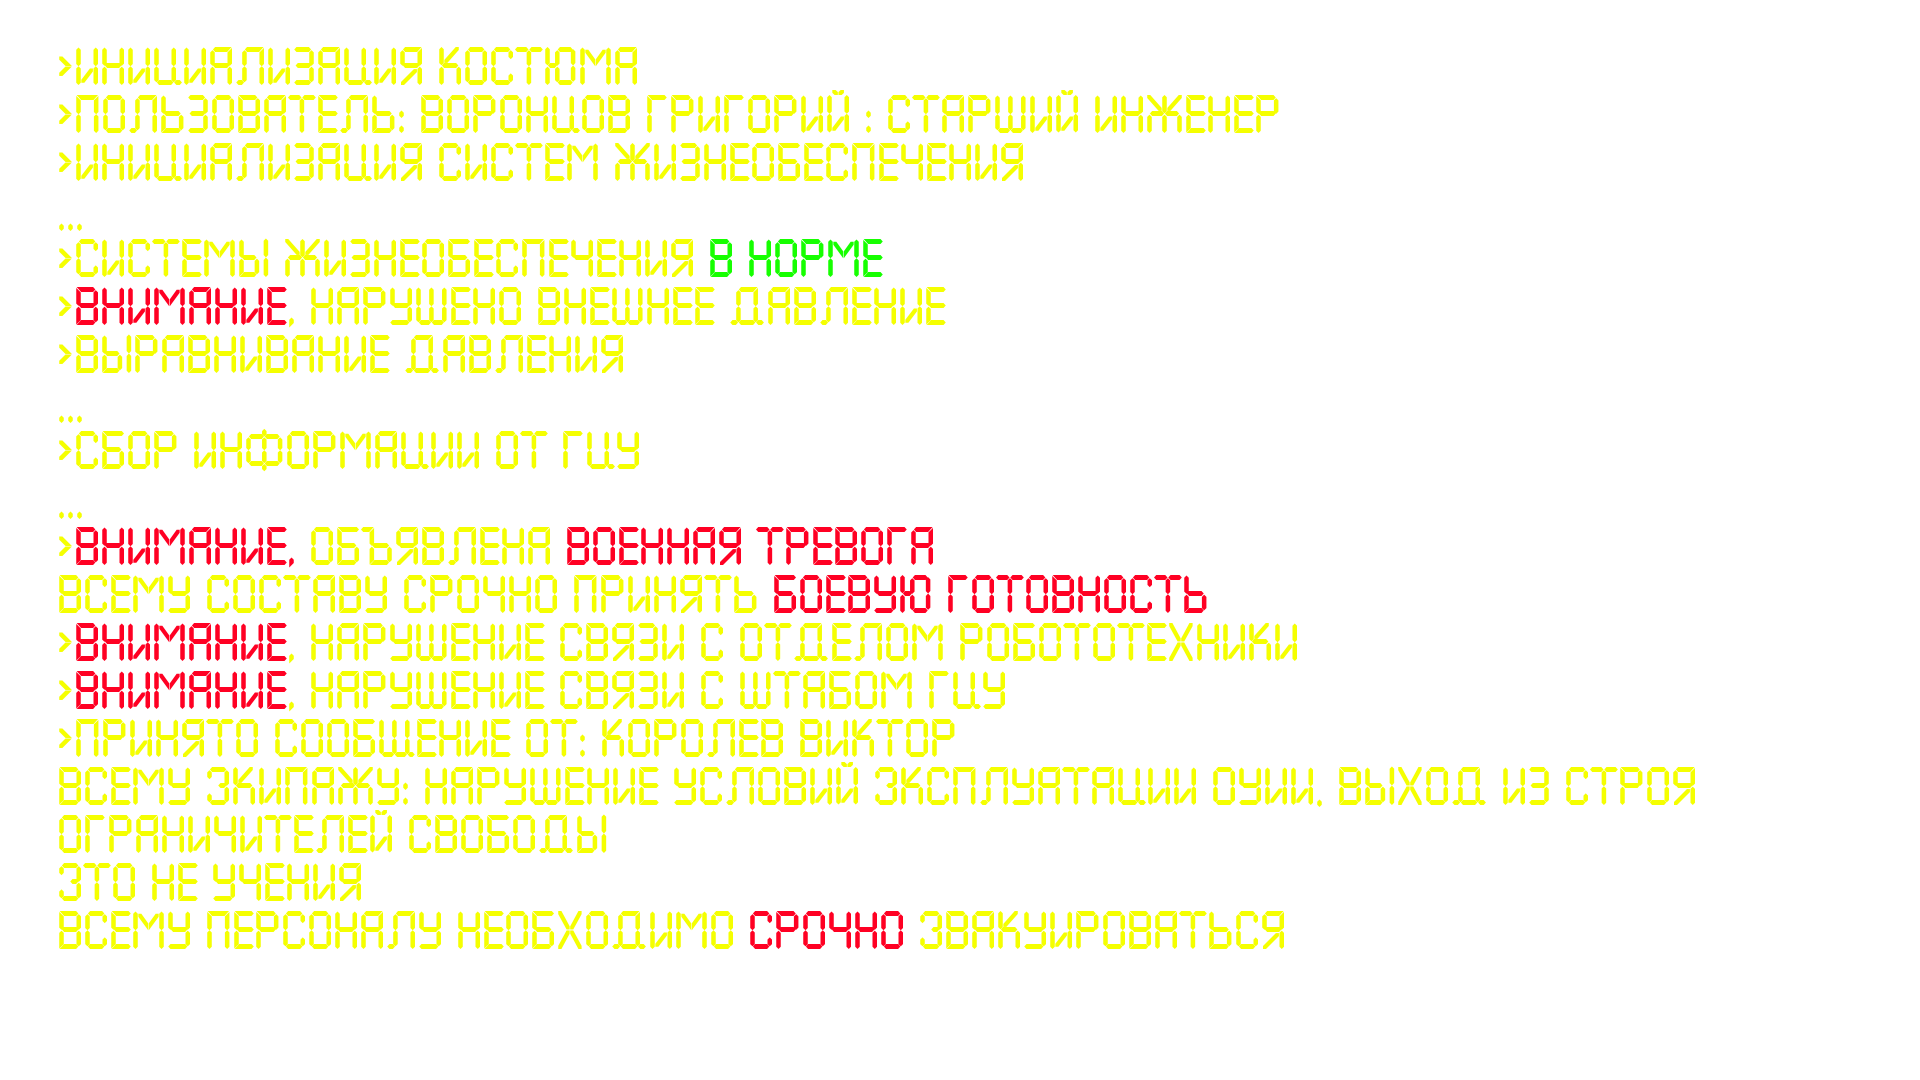 >ИНИЦИАЛИЗАЦИЯ КОСТЮМА
>ПОЛЬЗОВАТЕЛЬ: ВОРОНЦОВ ГРИГОРИЙ : СТАРШИЙ ИНЖЕНЕР
>ИНИЦИАЛИЗАЦИЯ СИСТЕМ ЖИЗНЕОБЕСПЕЧЕНИЯ
...
>СИСТЕМЫ ЖИЗНЕОБЕСПЕЧЕНИЯ В НОРМЕ
>ВНИМАНИЕ, НАРУШЕНО ВНЕШНЕЕ ДАВЛЕНИЕ
>ВЫРАВНИВАНИЕ ДАВЛЕНИЯ
...
>СБОР ИНФОРМАЦИИ ОТ ГЦУ
...
>ВНИМАНИЕ, ОБЪЯВЛЕНА ВОЕННАЯ ТРЕВОГА
ВСЕМУ СОСТАВУ СРОЧНО ПРИНЯТЬ БОЕВУЮ ГОТОВНОСТЬ
>ВНИМАНИЕ, НАРУШЕНИЕ СВЯЗИ С ОТДЕЛОМ РОБОТОТЕХНИКИ
>ВНИМАНИЕ, НАРУШЕНИЕ СВЯЗИ С ШТАБОМ ГЦУ
>ПРИНЯТО СООБЩЕНИЕ ОТ: КОРОЛЕВ ВИКТОР
ВСЕМУ ЭКИПАЖУ: НАРУШЕНИЕ УСЛОВИЙ ЭКСПЛУАТАЦИИ ОУИИ. ВЫХОД ИЗ СТРОЯ
ОГРАНИЧИТЕЛЕЙ СВОБОДЫ
ЭТО НЕ УЧЕНИЯ
ВСЕМУ ПЕРСОНАЛУ НЕОБХОДИМО СРОЧНО ЭВАКУИРОВАТЬСЯ